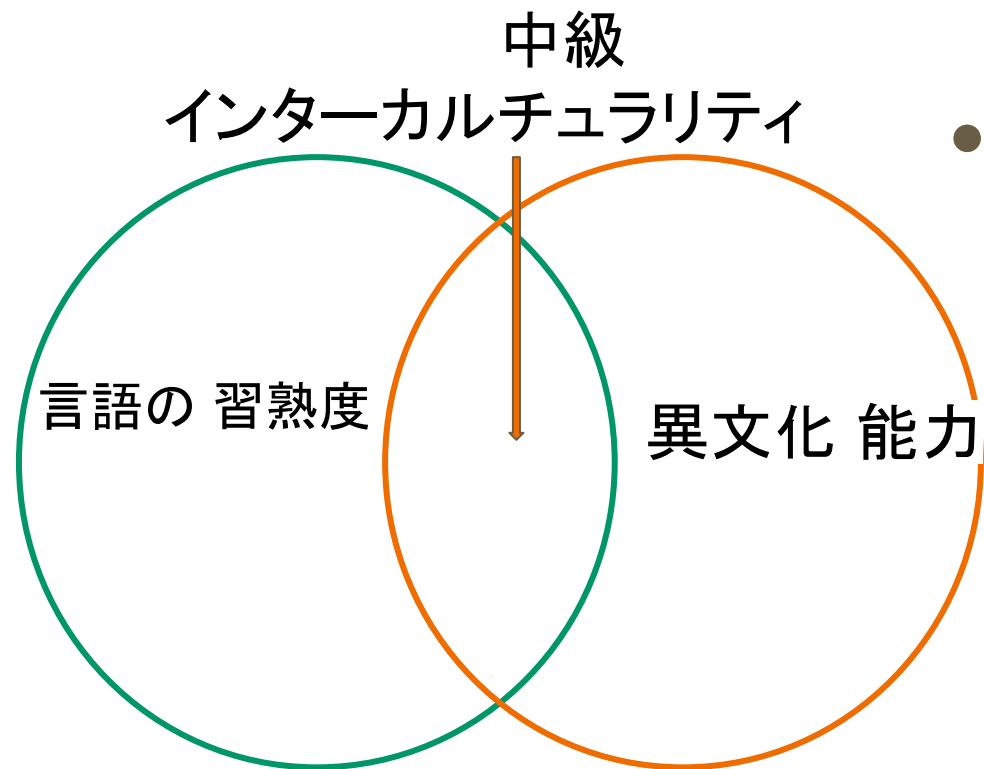 中級
インターカルチュラリティ
言語の 習熟度
異文化 能力